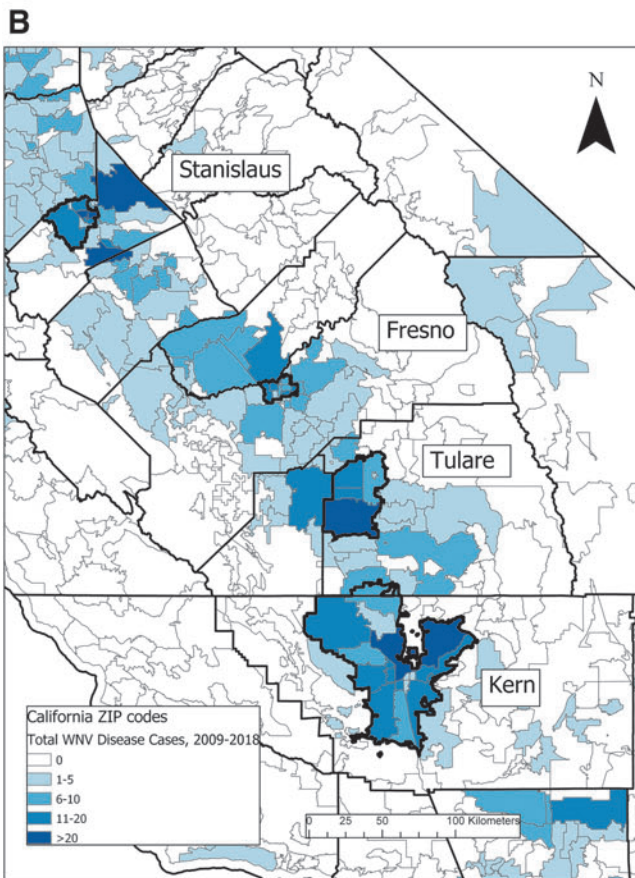 B
N
Stanislaus
Fresno
Tulare
Kern
California ZIP codes
Total WNV Disease Cases, 2009-2018
0
1-5
6-10
11-20
>20
0 25 50 100 Kilometers